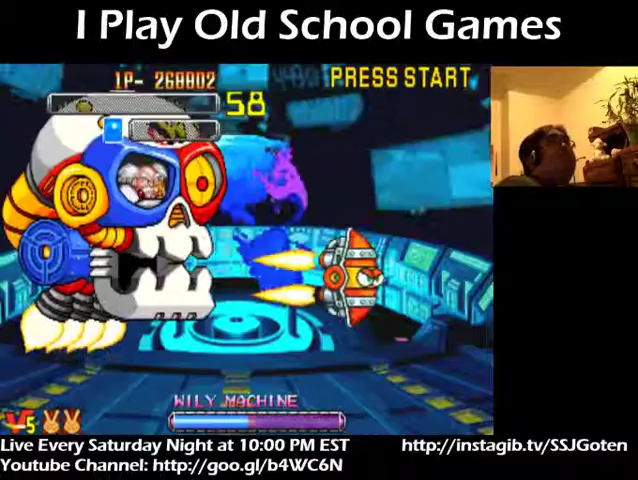 I Play Old School Games
1P- 268802
PRESS START
58
WILY MACHINE
5
Live Every Saturday Night at 10:00 PM EST
http://instagib.tv/SSJGoten
Youtube Channel: http://goo.gl/b4WC6N